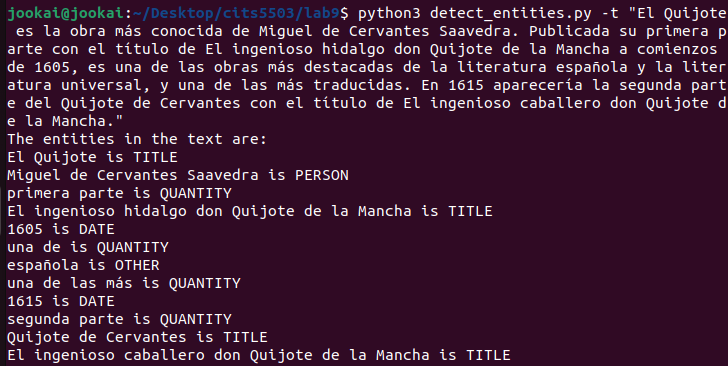 jookai@jookai:~/Desktop/cits5503/lab9$ python3 detect_entities.py -t "El Quijote
 es la obra más conocida de Miguel de Cervantes Saavedra. Publicada su primera p
arte con el título de El ingenioso hidalgo don Quijote de la Mancha a comienzos
de 1605, es una de las obras más destacadas de la literatura española y la liter
atura universal, y una de las más traducidas. En 1615 aparecería la segunda part
e del Quijote de Cervantes con el título de El ingenioso caballero don Quijote d
e la Mancha."
The entities in the text are:
El Quijote is TITLE
Miguel de Cervantes Saavedra is PERSON
primera parte is QUANTITY
El ingenioso hidalgo don Quijote de la Mancha is TITLE
1605 is DATE
una de is QUANTITY
española is OTHER
una de las más is QUANTITY
1615 is DATE
segunda parte is QUANTITY
Quijote de Cervantes is TITLE
El ingenioso caballero don Quijote de la Mancha is TITLE